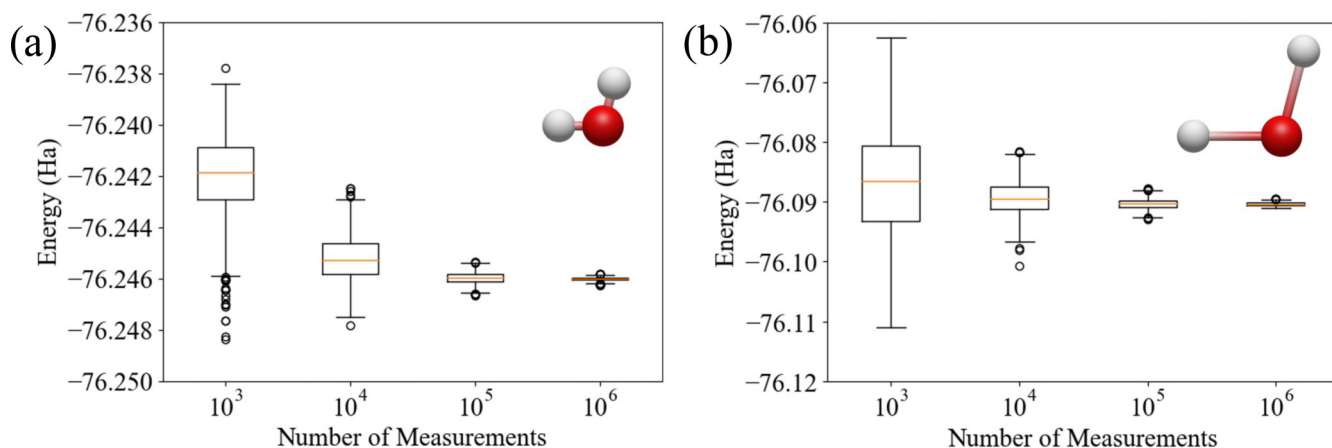 (a)
Energy (Ha)
−76.236
−76.238
−76.240
−76.242
−76.244
−76.246
−76.248
−76.250
10³ 10⁴ 10⁵ 10⁶
Number of Measurements
(b)
Energy (Ha)
−76.06
−76.07
−76.08
−76.09
−76.10
−76.11
−76.12
10³ 10⁴ 10⁵ 10⁶
Number of Measurements